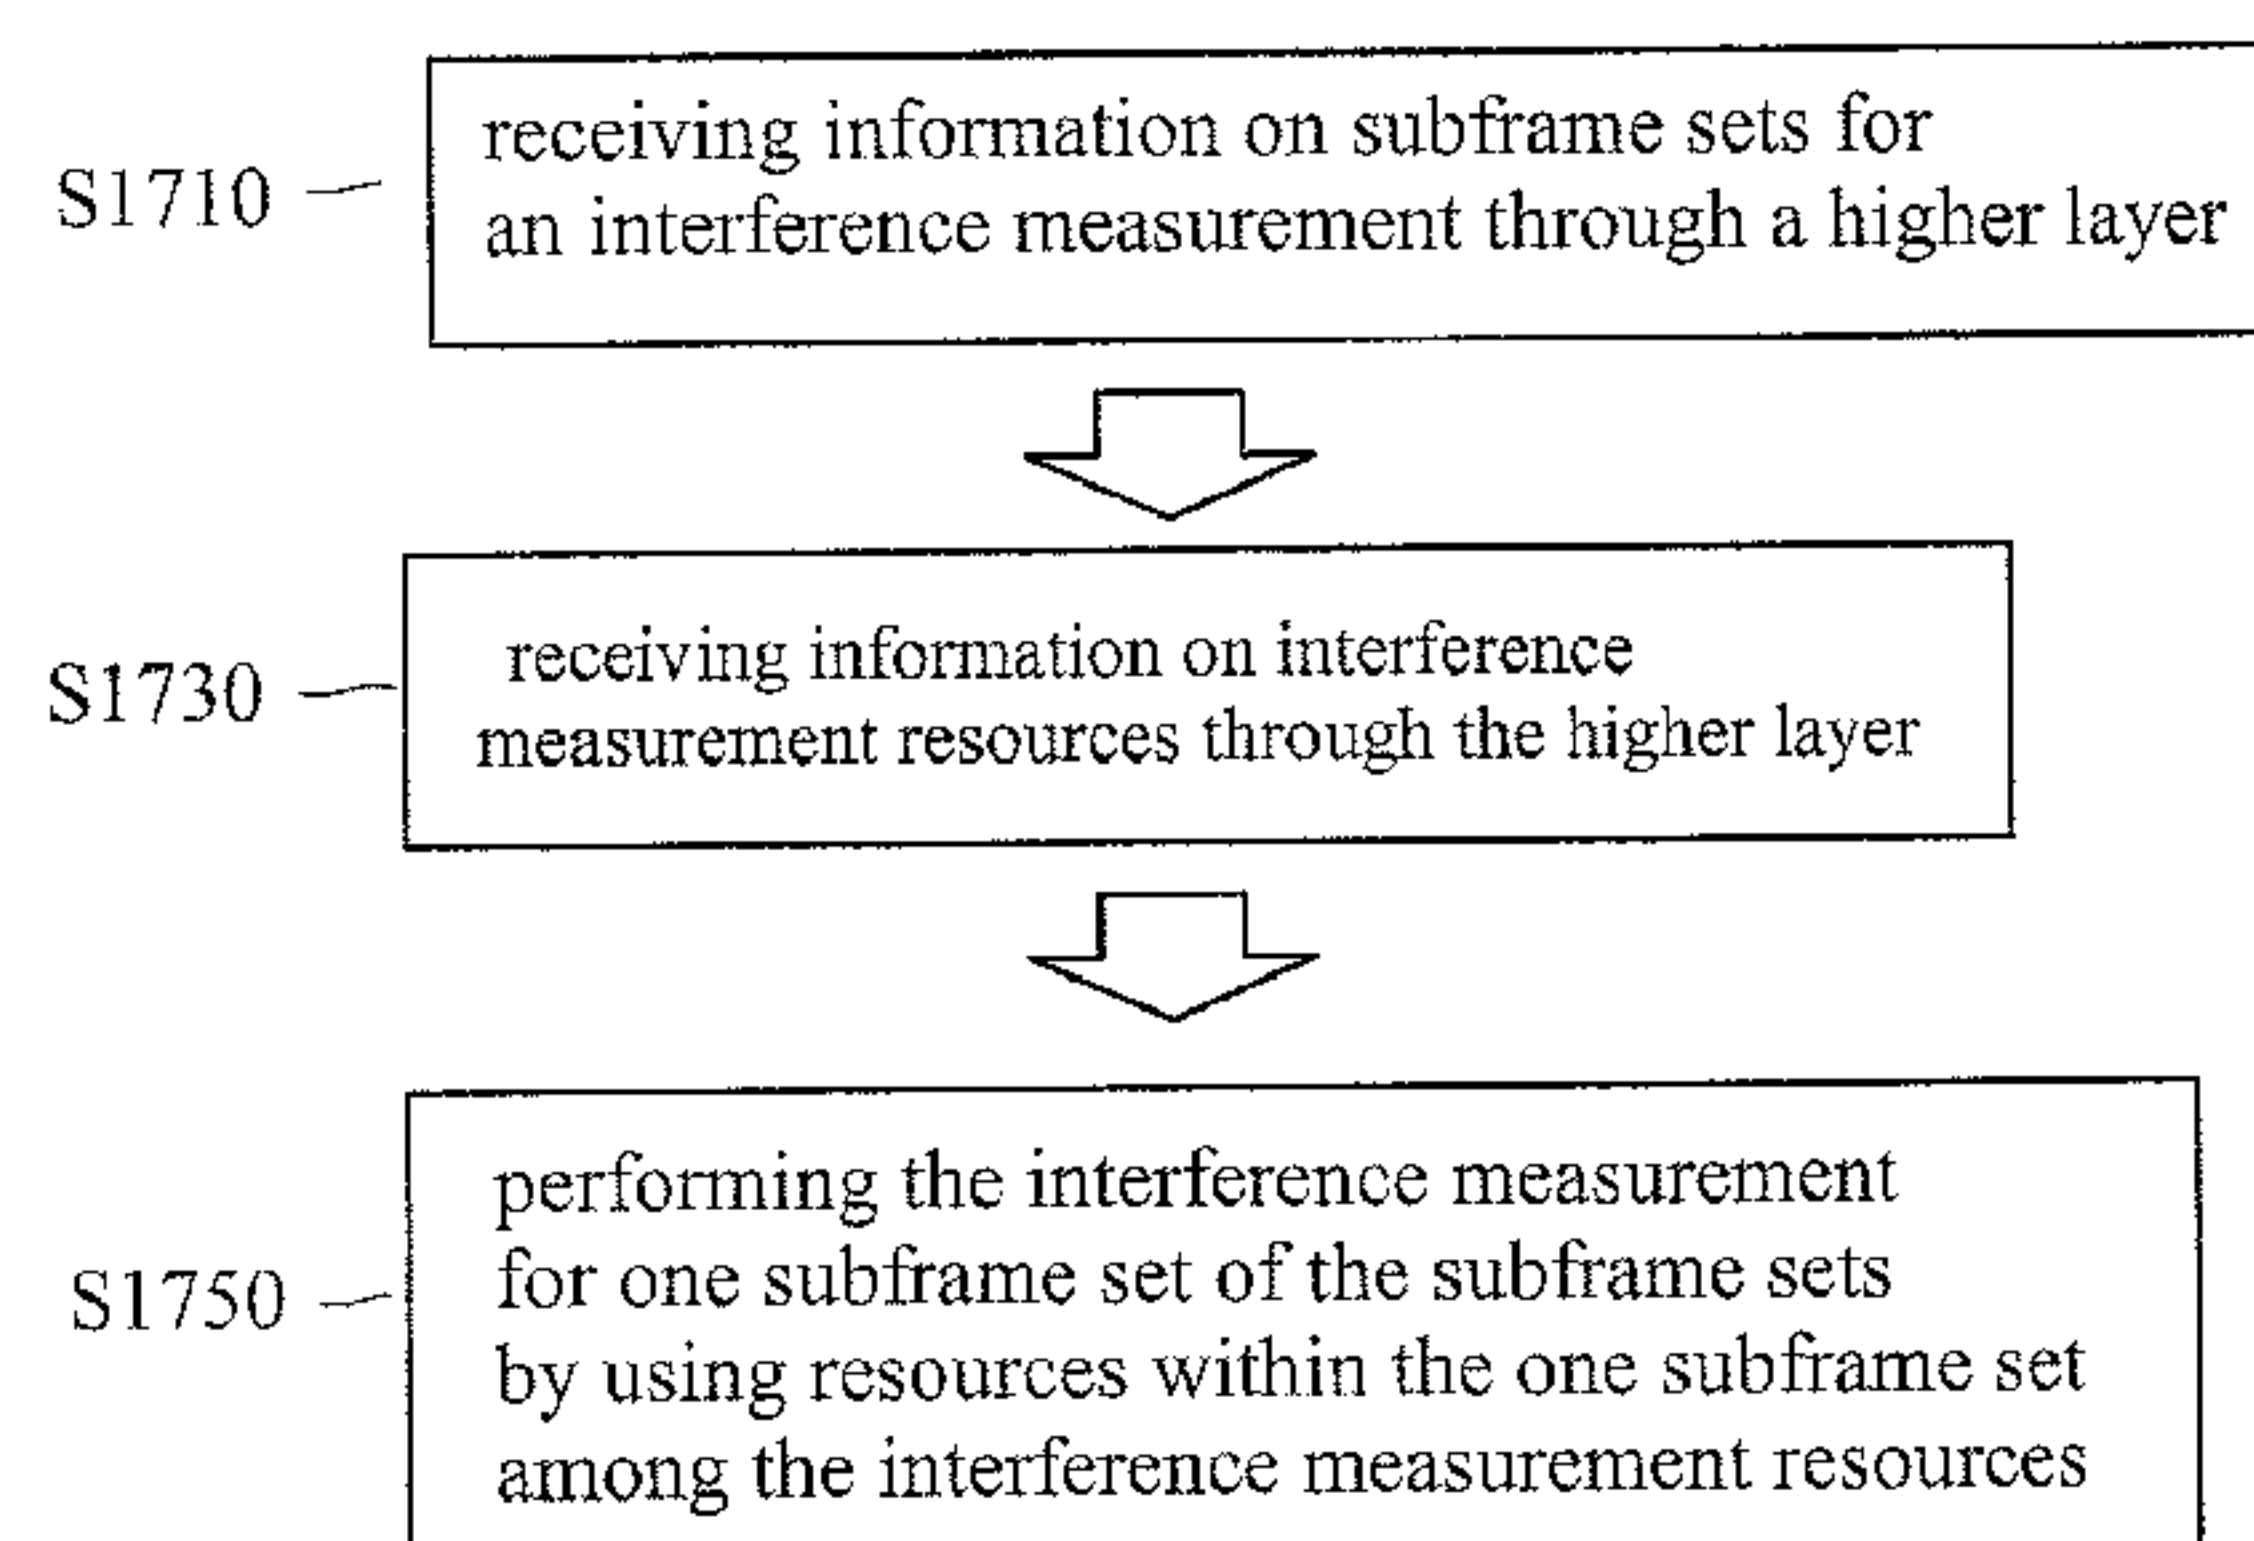 receiving information on subframe sets for
S1710
an interference measurement through a higher layer
receiving information on interference
S1730
measurement resources through the higher layer
performing the interference measurement
for one subframe set of the subframe sets
S1750
by using resources within the one subframe set
among the interference measurement resources